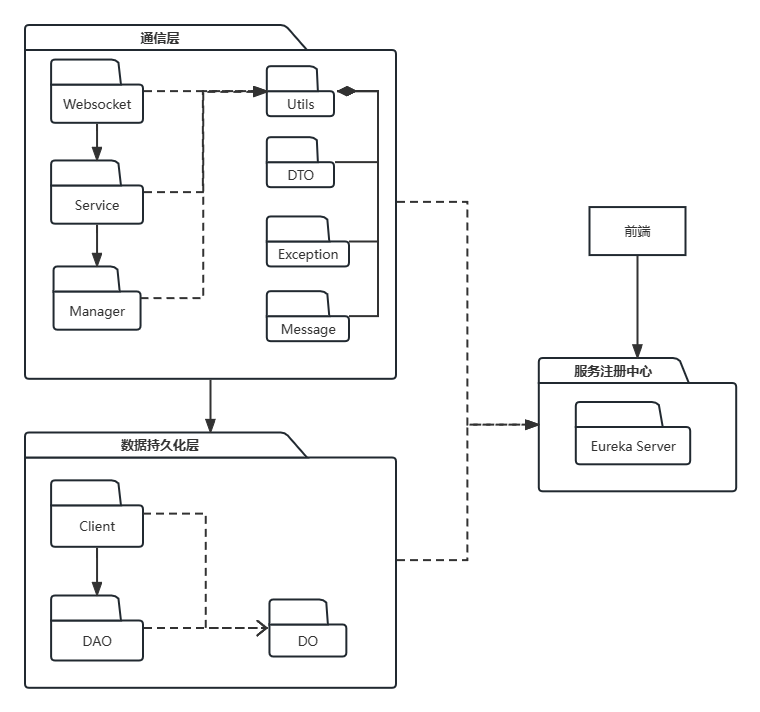 通信层
Websocket
Utils
DTO
Service
Exception
Manager
Message
前端
服务注册中心
Eureka Server
数据持久化层
Client
DAO
DO